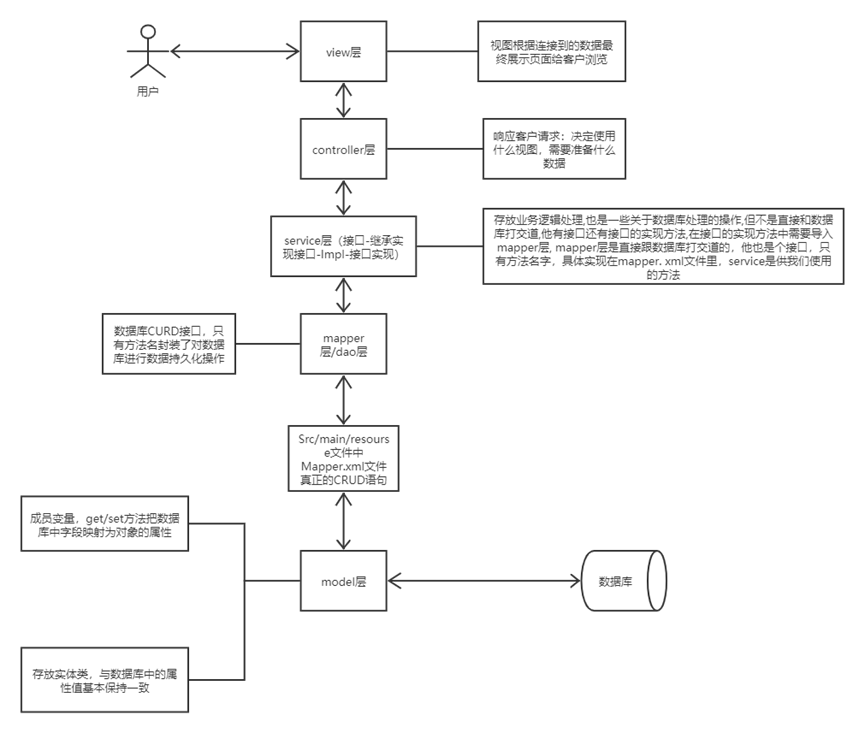 用户
view层
视图根据连接到的数据最
终展示页面给客户浏览
controller层
响应客户请求；决定使用
什么视图，需要准备什么
数据
service层（接口-继承实
现接口-Impl-接口实现）
存放业务逻辑处理,也是一些关于数据库处理的操作,但不是直接和数据
库打交道,他有接口还有接口的实现方法,在接口的实现方法中需要导入
mapper层, mapper层是直接跟数据库打交道的，他也是个接口，只
有方法名字，具体实现在mapper. xml文件里，service是供我们使用
的方法
数据库CURD接口，只
有方法名封装了对数据
库进行数据持久化操作
mapper
层/dao层
Src/main/resours
e文件中
Mapper.xml文件
真正的CRUD语句
成员变量，get/set方法把数据
库中字段映射为对象的属性
model层
数据库
存放实体类，与数据库中的属
性值基本保持一致